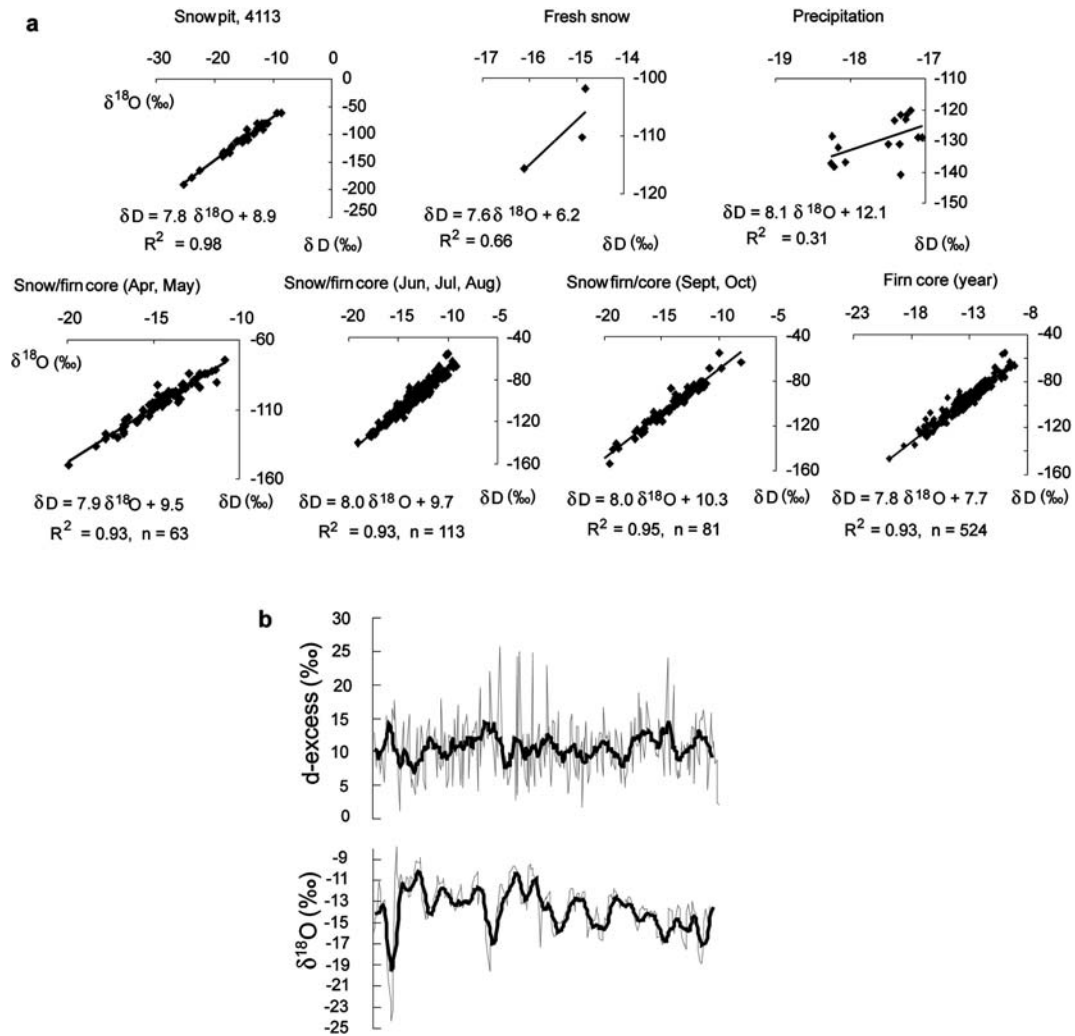 a
Snow pit, 4113
-30 -20 -10 0
δ18O (‰)
0
-50
-100
-150
-200
-250
δD = 7.8 δ18O + 8.9
R2 = 0.98
δD (‰)
Fresh snow
-17 -16 -15 -14
-100
-110
-120
δD = 7.6 δ18O + 6.2
R2 = 0.66
δD (‰)
Precipitation
-19 -18 -17
-110
-120
-130
-140
-150
δD = 8.1 δ18O + 12.1
R2 = 0.31
δD (‰)
Snow/firn core (Apr, May)
-20 -15 -10
δ18O (‰)
-60
-110
-160
δD = 7.9 δ18O + 9.5
δD (‰)
R2 = 0.93, n = 63
Snow/firn core (Jun, Jul, Aug)
-20 -15 -10 -5
-40
-80
-120
-160
δD = 8.0 δ18O + 9.7
δD (‰)
R2 = 0.93, n = 113
Snow firn/core (Sept, Oct)
-20 -15 -10 -5
-40
-80
-120
-160
δD = 8.0 δ18O + 10.3
δD (‰)
R2 = 0.95, n = 81
Firn core (year)
-23 -18 -13 -8
-40
-80
-120
-160
δD = 7.8 δ18O + 7.7
δD (‰)
R2 = 0.93, n = 524
b
d-excess (‰)
30
25
20
15
10
5
0
δ18O (‰)
-9
-11
-13
-15
-17
-19
-21
-23
-25